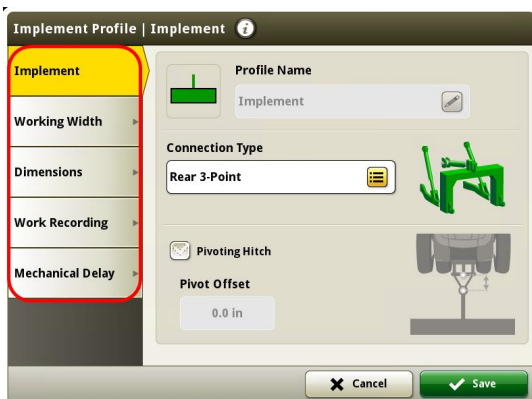 Implement Profile | Implement i
Implement
Working Width
Dimensions
Work Recording
Mechanical Delay
Profile Name
Implement
Connection Type
Rear 3-Point
Pivoting Hitch
Pivot Offset
0.0 in
Cancel
Save